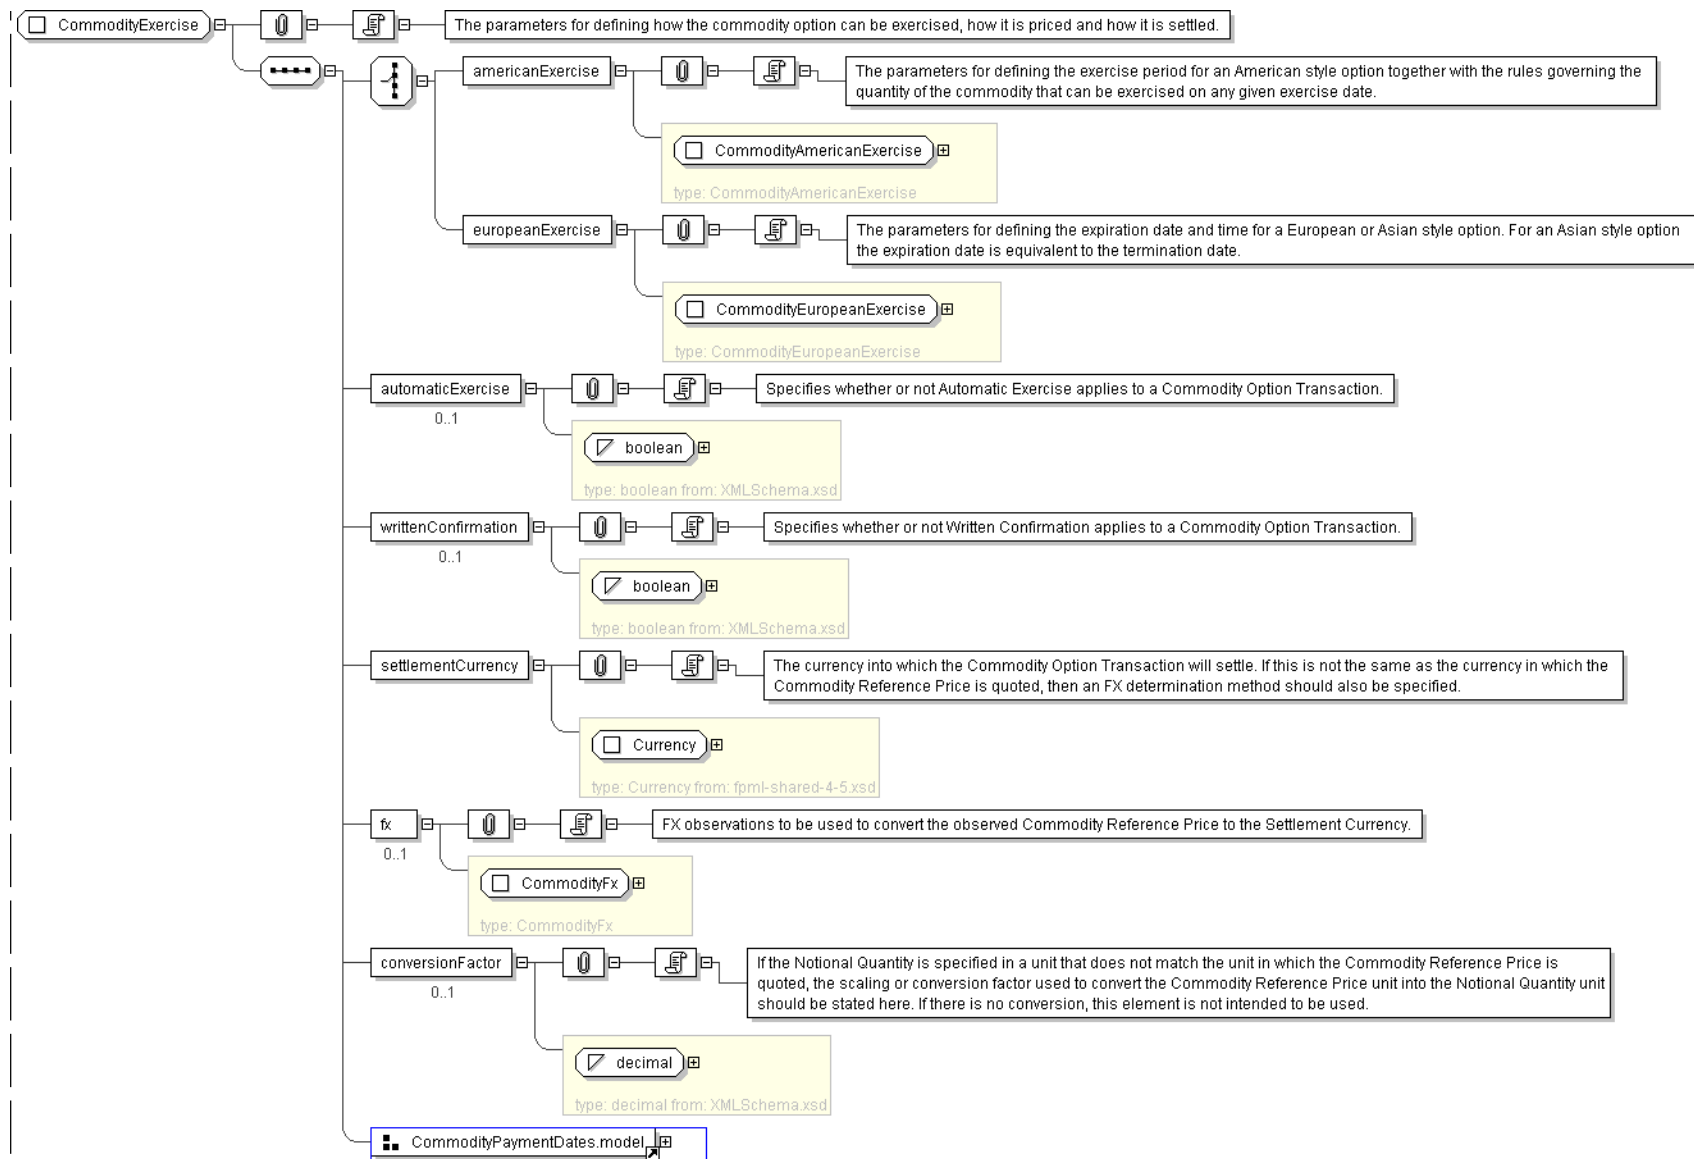 CommodityExercise
The parameters for defining how the commodity option can be exercised, how it is priced and how it is settled.
americanExercise
The parameters for defining the exercise period for an American style option together with the rules governing the
quantity of the commodity that can be exercised on any given exercise date.
CommodityAmericanExercise
type: CommodityAmericanExercise
europeanExercise
The parameters for defining the expiration date and time for a European or Asian style option. For an Asian style option
the expiration date is equivalent to the termination date.
CommodityEuropeanExercise
type: CommodityEuropeanExercise
automaticExercise
Specifies whether or not Automatic Exercise applies to a Commodity Option Transaction.
0..1
boolean
type: boolean from: XMLSchema.xsd
writtenConfirmation
Specifies whether or not Written Confirmation applies to a Commodity Option Transaction.
0..1
boolean
type: boolean from: XMLSchema.xsd
settlementCurrency
The currency into which the Commodity Option Transaction will settle. If this is not the same as the currency in which the
Commodity Reference Price is quoted, then an FX determination method should also be specified.
Currency
type: Currency from: fpml-shared-4-5.xsd
fx
FX observations to be used to convert the observed Commodity Reference Price to the Settlement Currency.
0..1
CommodityFx
type: CommodityFx
conversionFactor
If the Notional Quantity is specified in a unit that does not match the unit in which the Commodity Reference Price is
quoted, the scaling or conversion factor used to convert the Commodity Reference Price unit into the Notional Quantity unit
should be stated here. If there is no conversion, this element is not intended to be used.
0..1
decimal
type: decimal from: XMLSchema.xsd
CommodityPaymentDates.model